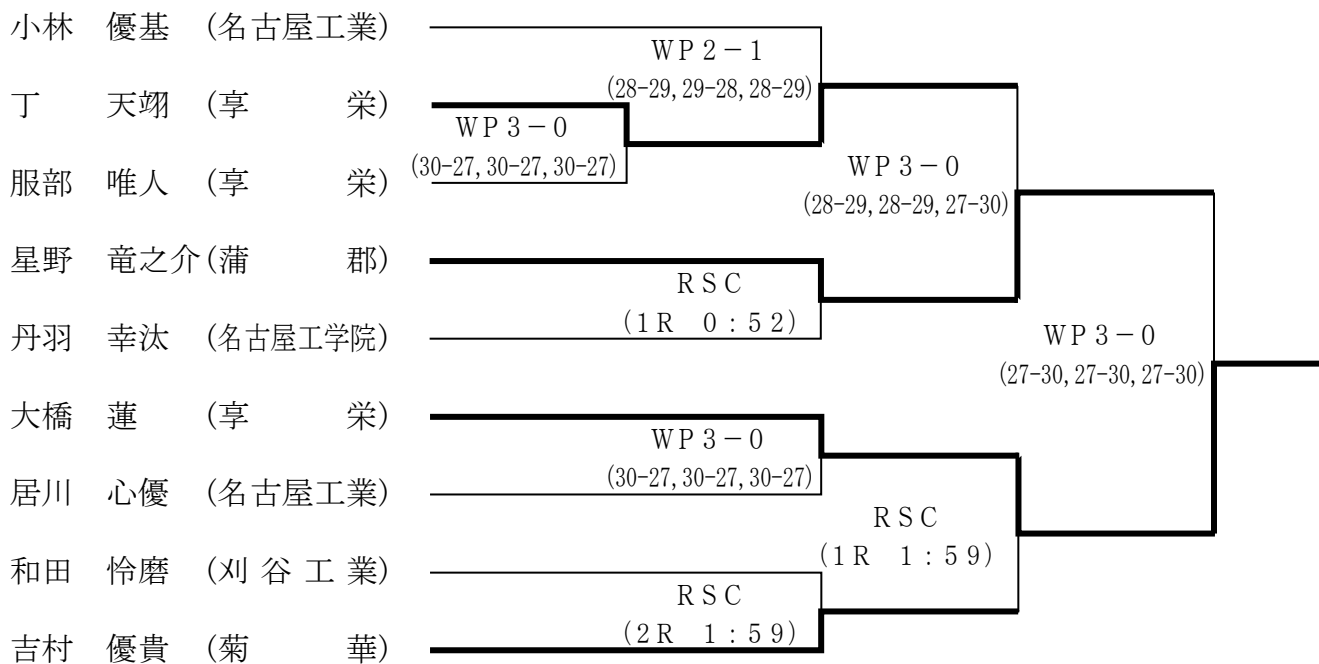 小林　優基　(名古屋工業)
WP2－1
(28-29, 29-28, 28-29)
丁　　天翊　(享　　　栄)
WP3－0
(30-27, 30-27, 30-27)
服部　唯人　(享　　　栄)
WP3－0
(28-29, 28-29, 27-30)
星野　竜之介(蒲　　　郡)
RSC
(1R　0:52)
丹羽　幸汰　(名古屋工学院)
WP3－0
(27-30, 27-30, 27-30)
大橋　蓮　　(享　　　栄)
WP3－0
(30-27, 30-27, 30-27)
居川　心優　(名古屋工業)
RSC
(1R　1:59)
和田　怜磨　(刈谷工業)
RSC
(2R　1:59)
吉村　優貴　(菊　　　華)